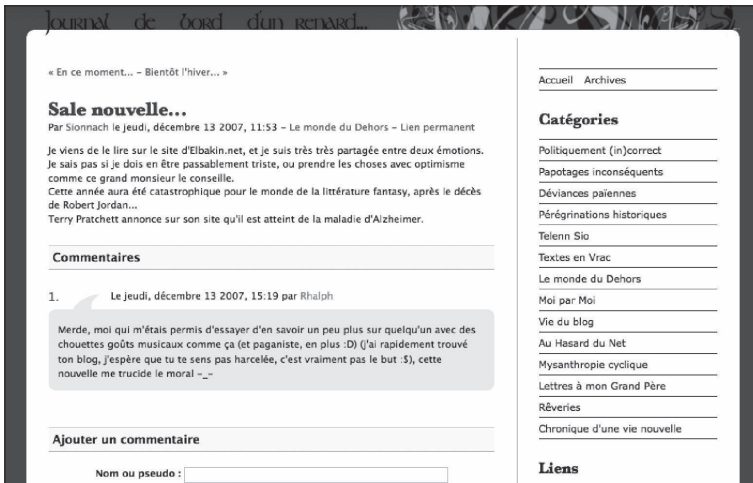 Journal de bord d'un renard...
« En ce moment... – Bientôt l'hiver... »
Sale nouvelle...
Par Sionnach le jeudi, décembre 13 2007, 11:53 – Le monde du Dehors – Lien permanent
Je viens de le lire sur le site d'Elbakin.net, et je suis très très partagée entre deux émotions.
Je sais pas si je dois en être passablement triste, ou prendre les choses avec optimisme
comme ce grand monsieur le conseille.
Cette année aura été catastrophique pour le monde de la littérature fantasy, après le décès
de Robert Jordan...
Terry Pratchett annonce sur son site qu'il est atteint de la maladie d'Alzheimer.
Commentaires
1. Le jeudi, décembre 13 2007, 15:19 par Rhalph
Merde, moi qui m'étais permis d'essayer d'en savoir un peu plus sur quelqu'un avec des
chouettes goûts musicaux comme ça (et paganiste, en plus :D) (j'ai rapidement trouvé
ton blog, j'espère que tu te sens pas harcelée, c'est vraiment pas le but :$), cette
nouvelle me trucide le moral –_–
Ajouter un commentaire
Nom ou pseudo :
Accueil Archives
Catégories
Politiquement (in)correct
Papotages inconséquents
Déviances païennes
Pérégrinations historiques
Telenn Sio
Textes en Vrac
Le monde du Dehors
Moi par Moi
Vie du blog
Au Hasard du Net
Mysanthropie cyclique
Lettres à mon Grand Père
Rêveries
Chronique d'une vie nouvelle
Liens